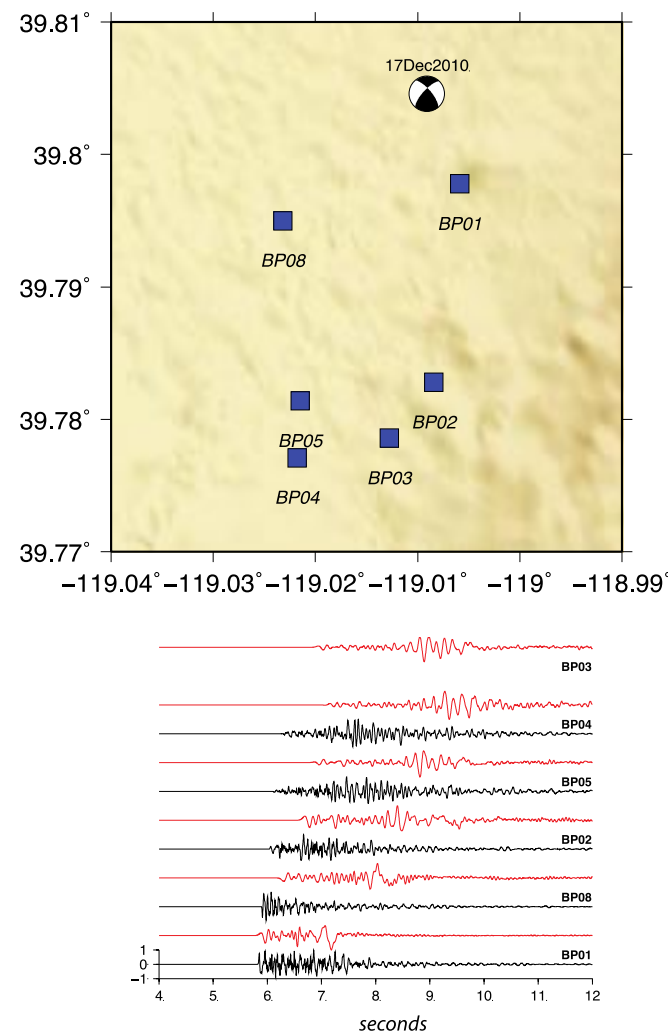 39.81°
17Dec2010
39.8°
BP01
BP08
39.79°
39.78°
BP02
BP05
BP03
BP04
39.77°
−119.04° −119.03° −119.02° −119.01° −119° −118.99°
BP03
BP04
BP05
BP02
BP08
1
BP01
0
−1
4. 5. 6. 7. 8. 9. 10. 11. 12
seconds